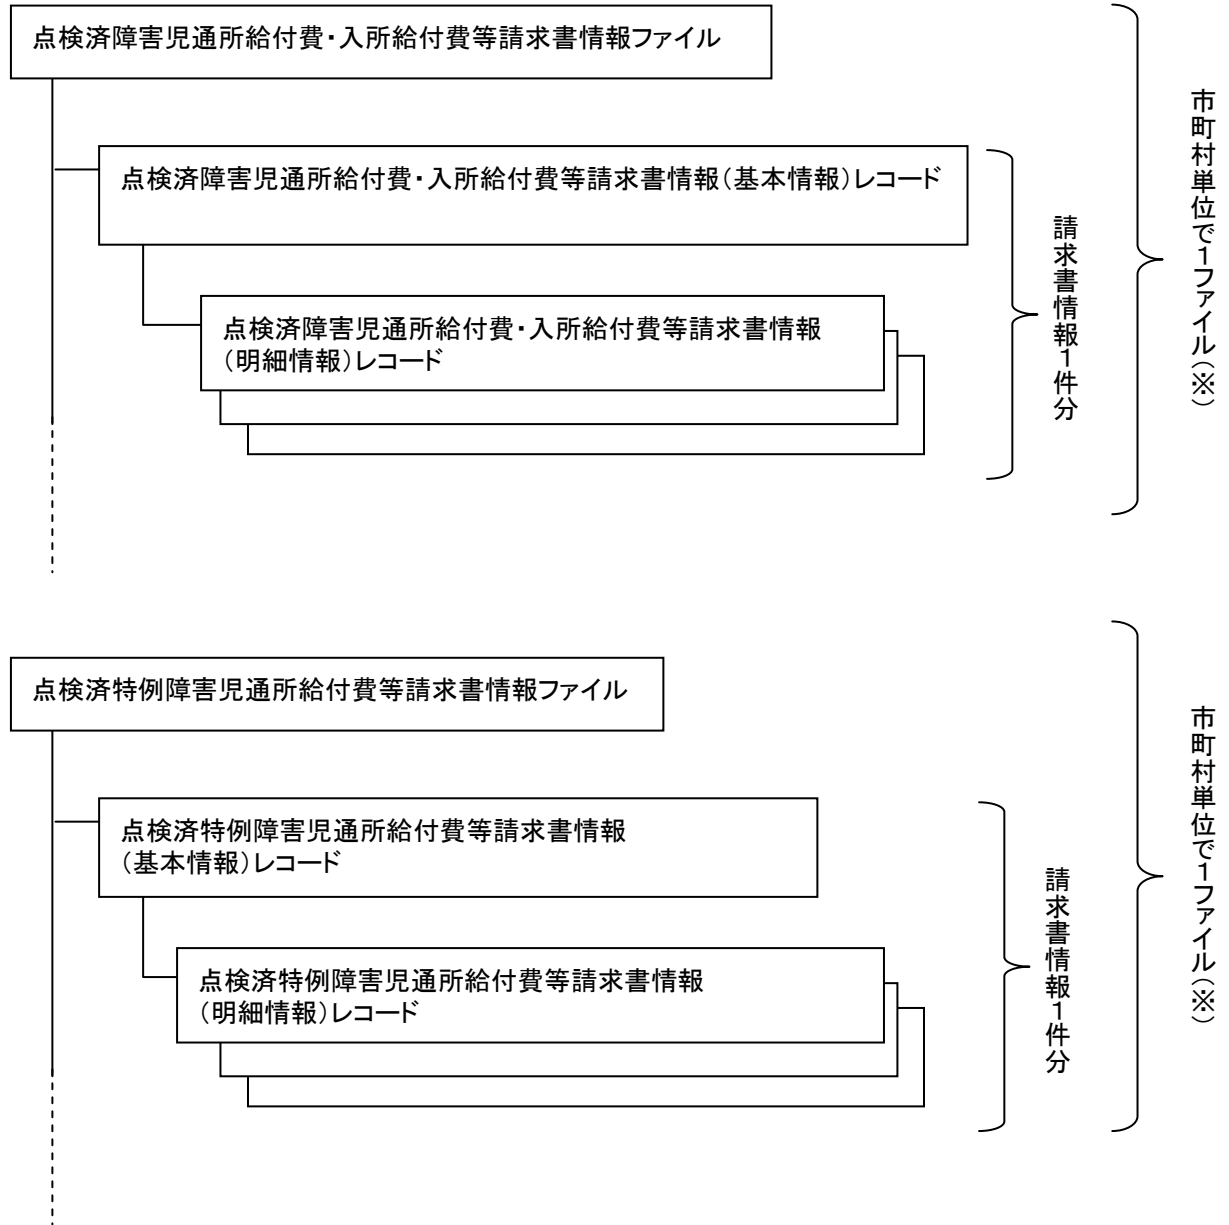 点検済障害児通所給付費・入所給付費等請求書情報ファイル
点検済障害児通所給付費・入所給付費等請求書情報（基本情報）レコード
点検済障害児通所給付費・入所給付費等請求書情報
（明細情報）レコード
請求書情報１件分
市町村単位で１ファイル（※）
点検済特例障害児通所給付費等請求書情報ファイル
点検済特例障害児通所給付費等請求書情報
（基本情報）レコード
点検済特例障害児通所給付費等請求書情報
（明細情報）レコード
請求書情報１件分
市町村単位で１ファイル（※）